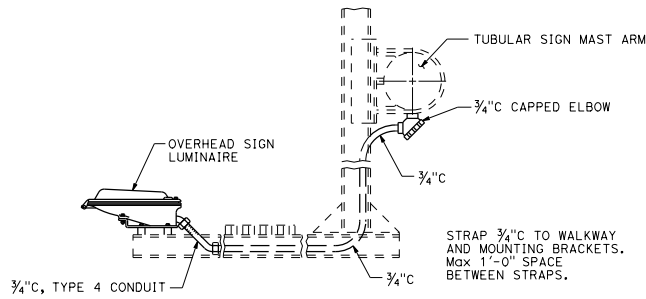 TUBULAR SIGN MAST ARM
¾"C CAPPED ELBOW
OVERHEAD SIGN
LUMINAIRE
¾"C
STRAP ¾"C TO WALKWAY
AND MOUNTING BRACKETS.
Max 1'-0" SPACE
BETWEEN STRAPS.
¾"C, TYPE 4 CONDUIT
¾"C